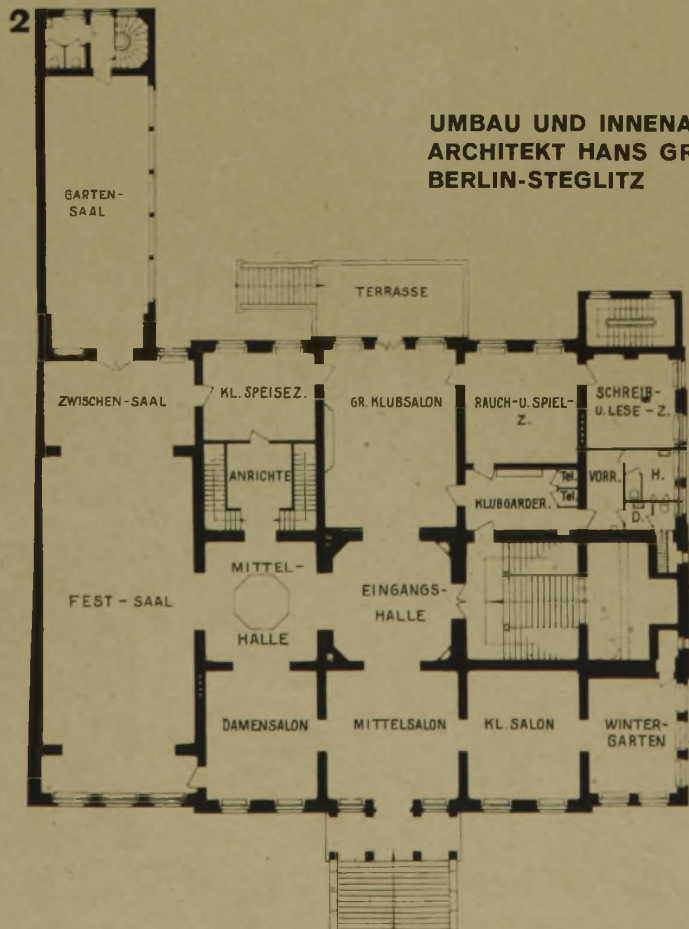 2
UMBAU UND INNENA
ARCHITEKT HANS GR
BERLIN-STEGLITZ
GARTEN-
SAAL
TERRASSE
ZWISCHEN-SAAL
KL. SPEISEZ.
GR. KLUBSALON
RAUCH-U. SPIEL-
Z.
SCHREIB-
U. LESE-Z.
ANRICHTE
KLUBGARDER.
Tel.
Tel.
VORR.
H.
D.
FEST-SAAL
MITTEL-
HALLE
EINGANGS-
HALLE
DAMENSALON
MITTELSALON
KL. SALON
WINTER-
GARTEN